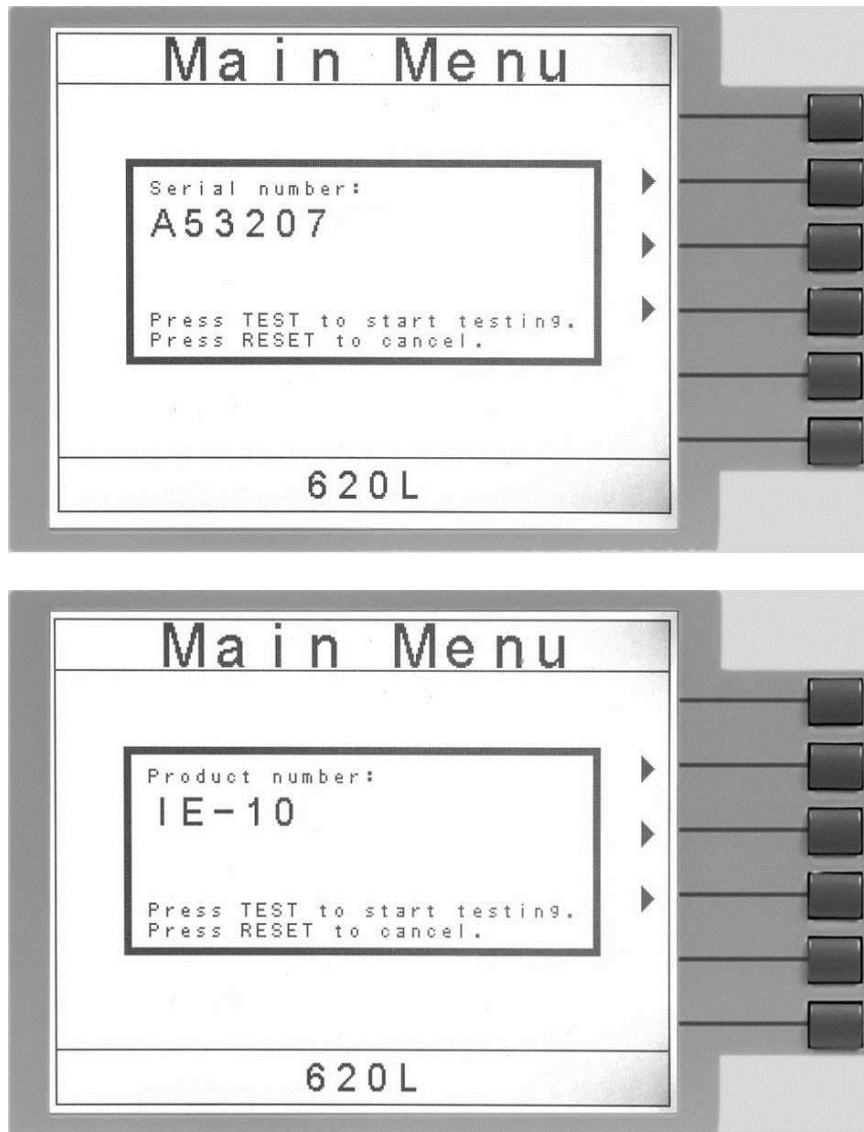 Main Menu
Serial number:
A53207
Press TEST to start testing.
Press RESET to cancel.
620L
Main Menu
Product number:
IE-10
Press TEST to start testing.
Press RESET to cancel.
620L